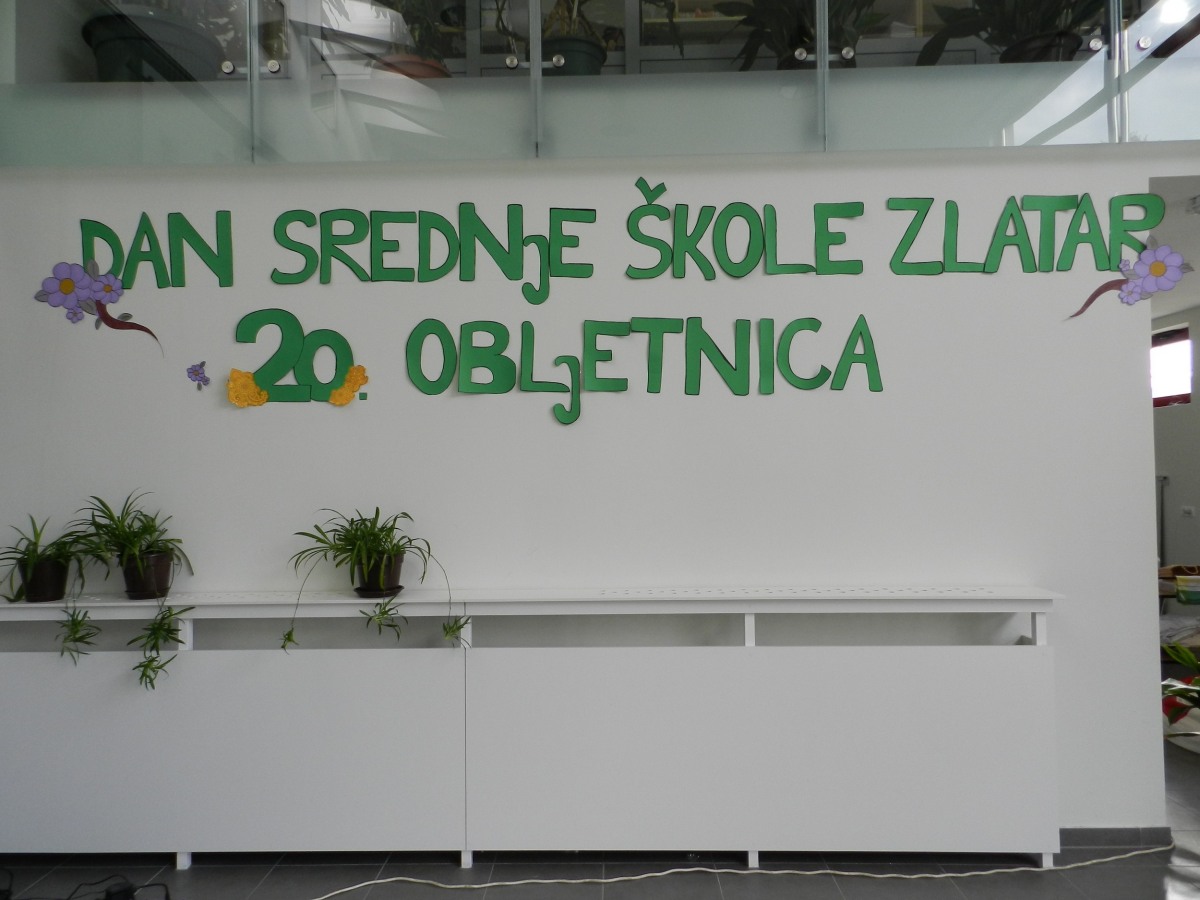 DAN SREDNjE ŠKOLE ZLATAR
20. OBLjETNICA